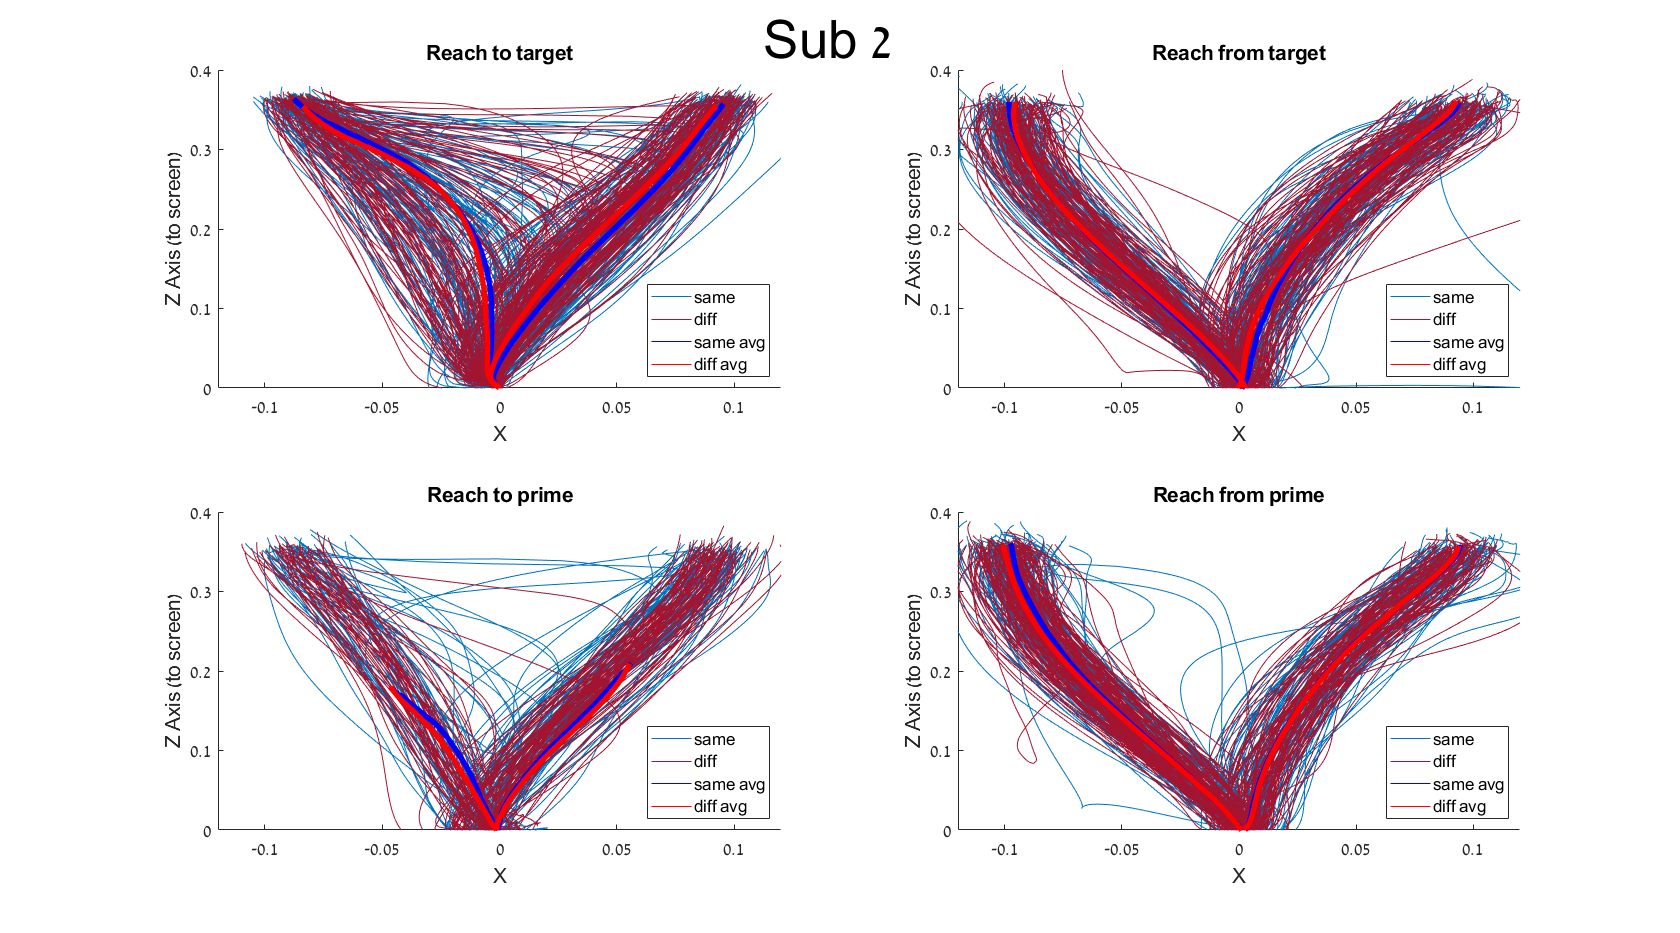 Sub 2
Reach to target
0.4
0.3
0.2
0.1
0
Z Axis (to screen)
-0.1
-0.05
0
0.05
0.1
X
same
diff
same avg
diff avg
Reach from target
0.4
0.3
0.2
0.1
0
Z Axis (to screen)
-0.1
-0.05
0
0.05
0.1
X
same
diff
same avg
diff avg
Reach to prime
0.4
0.3
0.2
0.1
0
Z Axis (to screen)
-0.1
-0.05
0
0.05
0.1
X
same
diff
same avg
diff avg
Reach from prime
0.4
0.3
0.2
0.1
0
Z Axis (to screen)
-0.1
-0.05
0
0.05
0.1
X
same
diff
same avg
diff avg